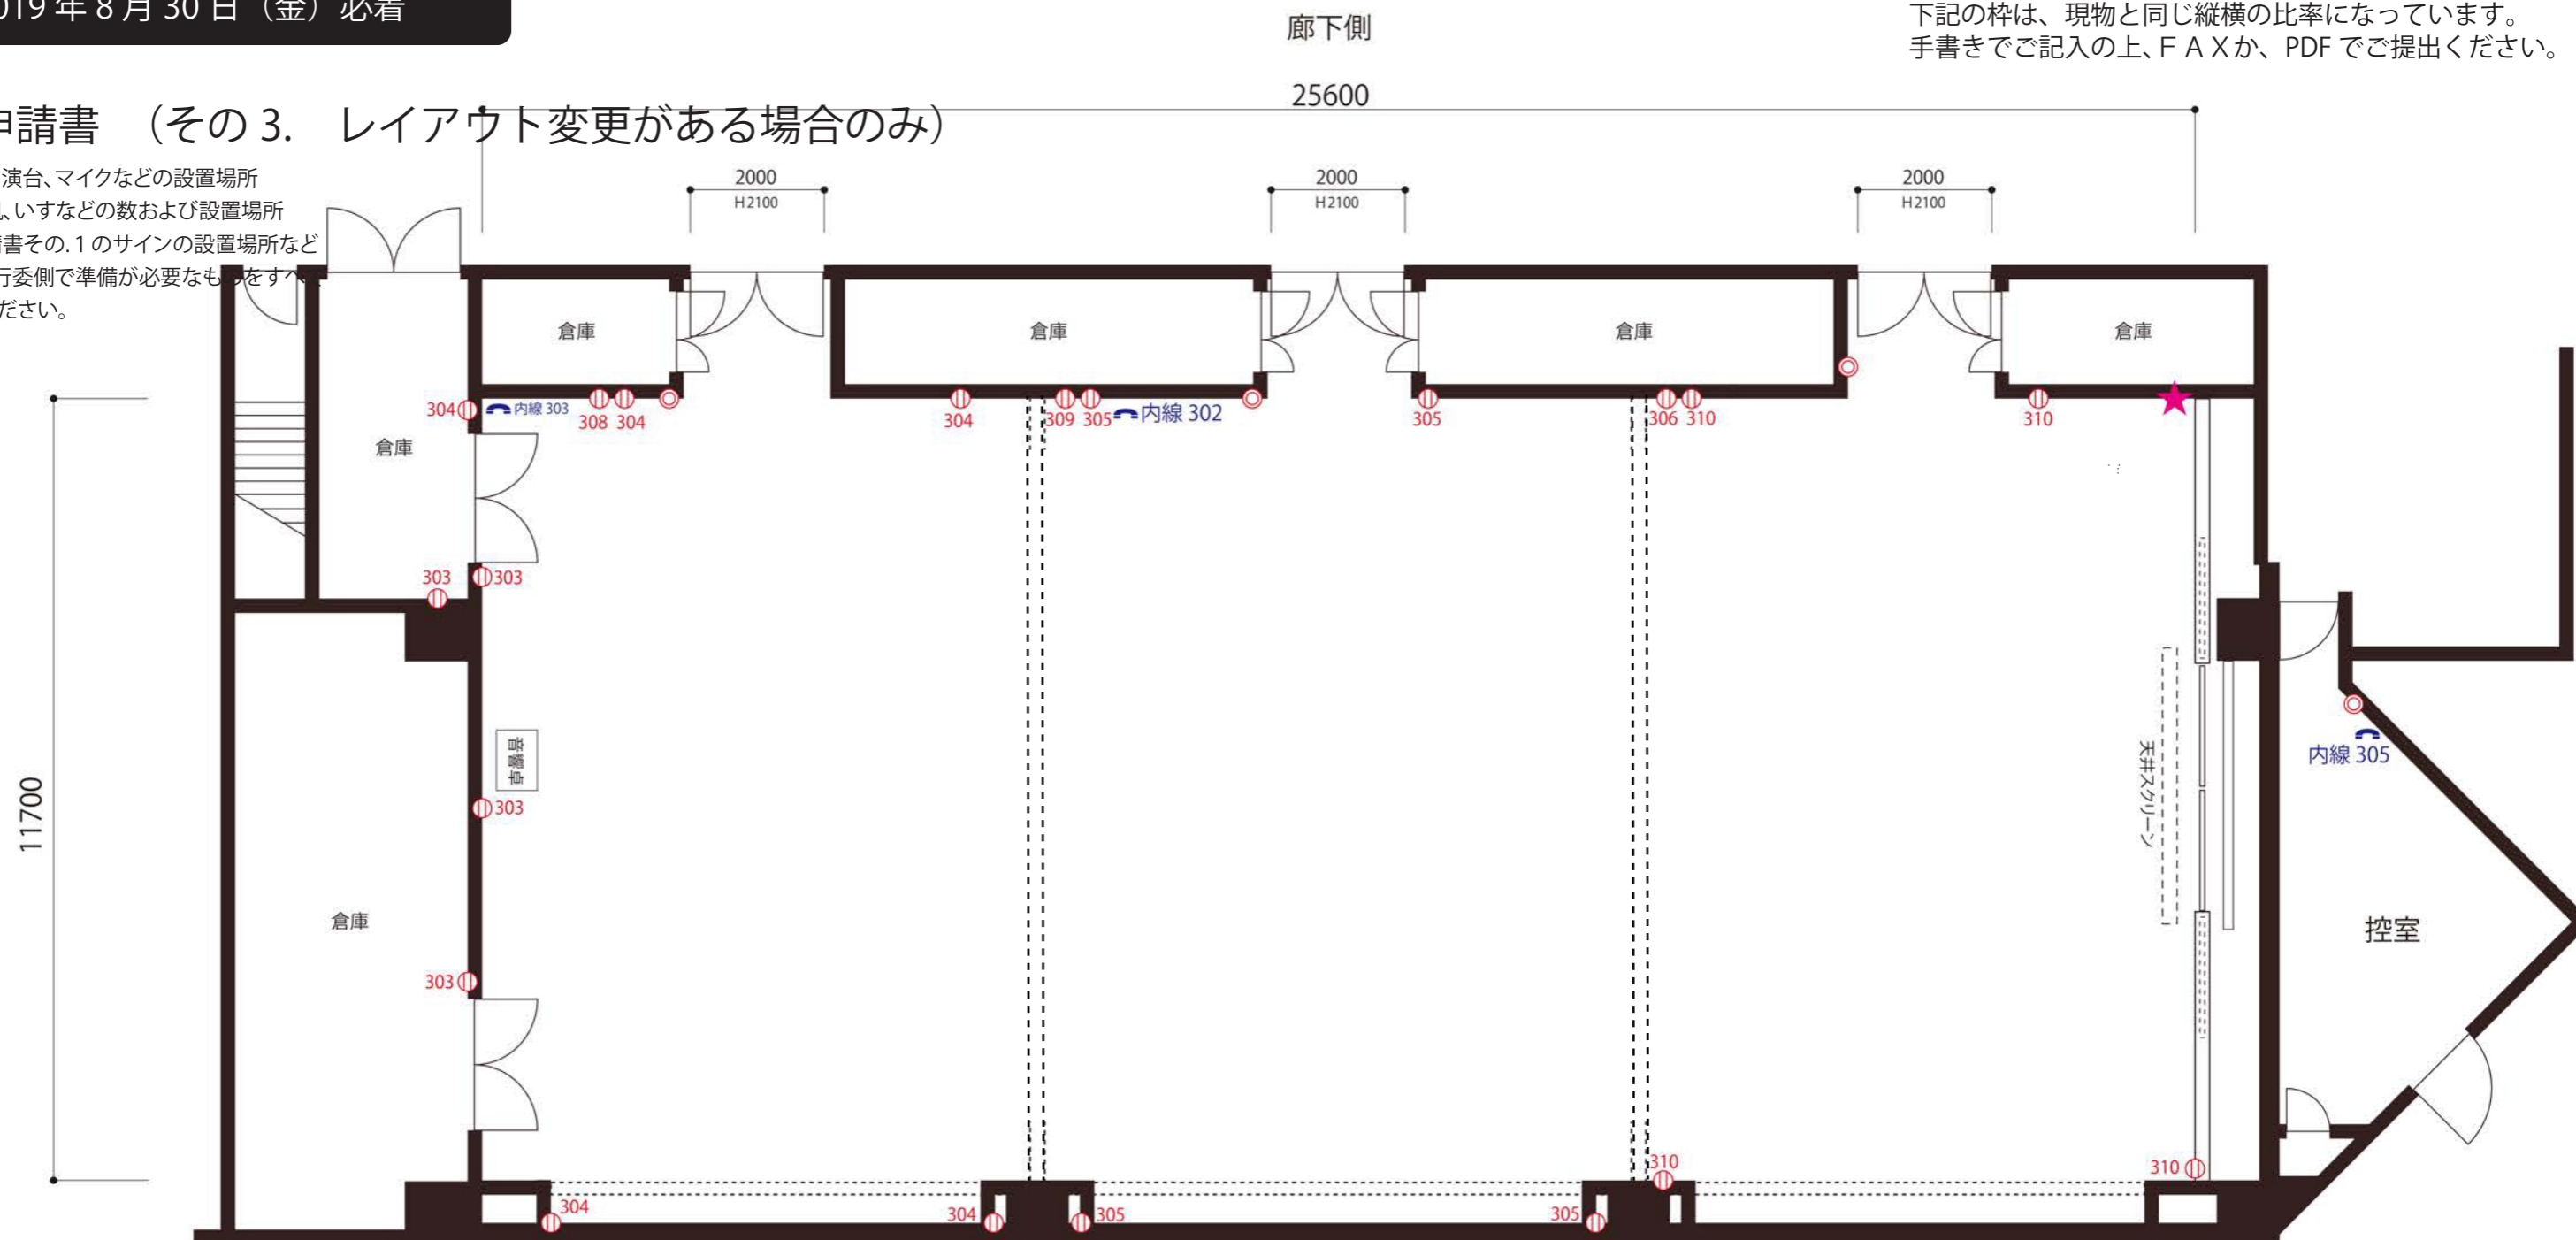 019 年 8 月 30 日（金）必着
廊下側
下記の枠は、現物と同じ縦横の比率になっています。
手書きでご記入の上、ＦＡＸか、PDF でご提出ください。
25600
申請書　（その 3.　レイアウト変更がある場合のみ）
演台、マイクなどの設置場所
、いすなどの数および設置場所
請書その.1 のサインの設置場所など
行委側で準備が必要なものをすべ
ださい。
2000
H2100
2000
H2100
2000
H2100
倉庫
倉庫
倉庫
倉庫
304
内線 303
308 304
304
309 305
内線 302
305
306 310
310
倉庫
303
303
音響卓
303
天井スクリーン
内線 305
11700
倉庫
控室
303
310
310
304
304
305
305